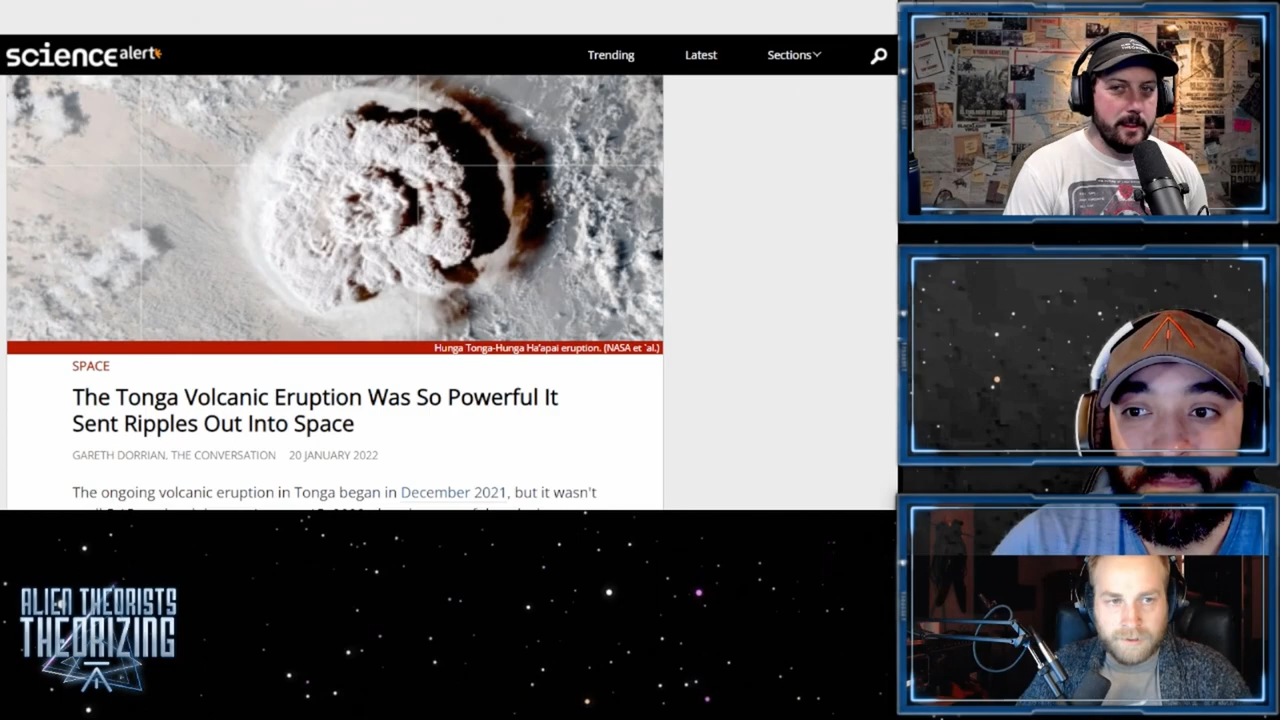 sciencealert
Trending
Latest
Sections
Hunga Tonga-Hunga Ha'apai eruption. (NASA et `al.)
SPACE
The Tonga Volcanic Eruption Was So Powerful It
Sent Ripples Out Into Space
GARETH DORRIAN, THE CONVERSATION 20 JANUARY 2022
The ongoing volcanic eruption in Tonga began in December 2021, but it wasn't
ALIEN THEORISTS
THEORIZING